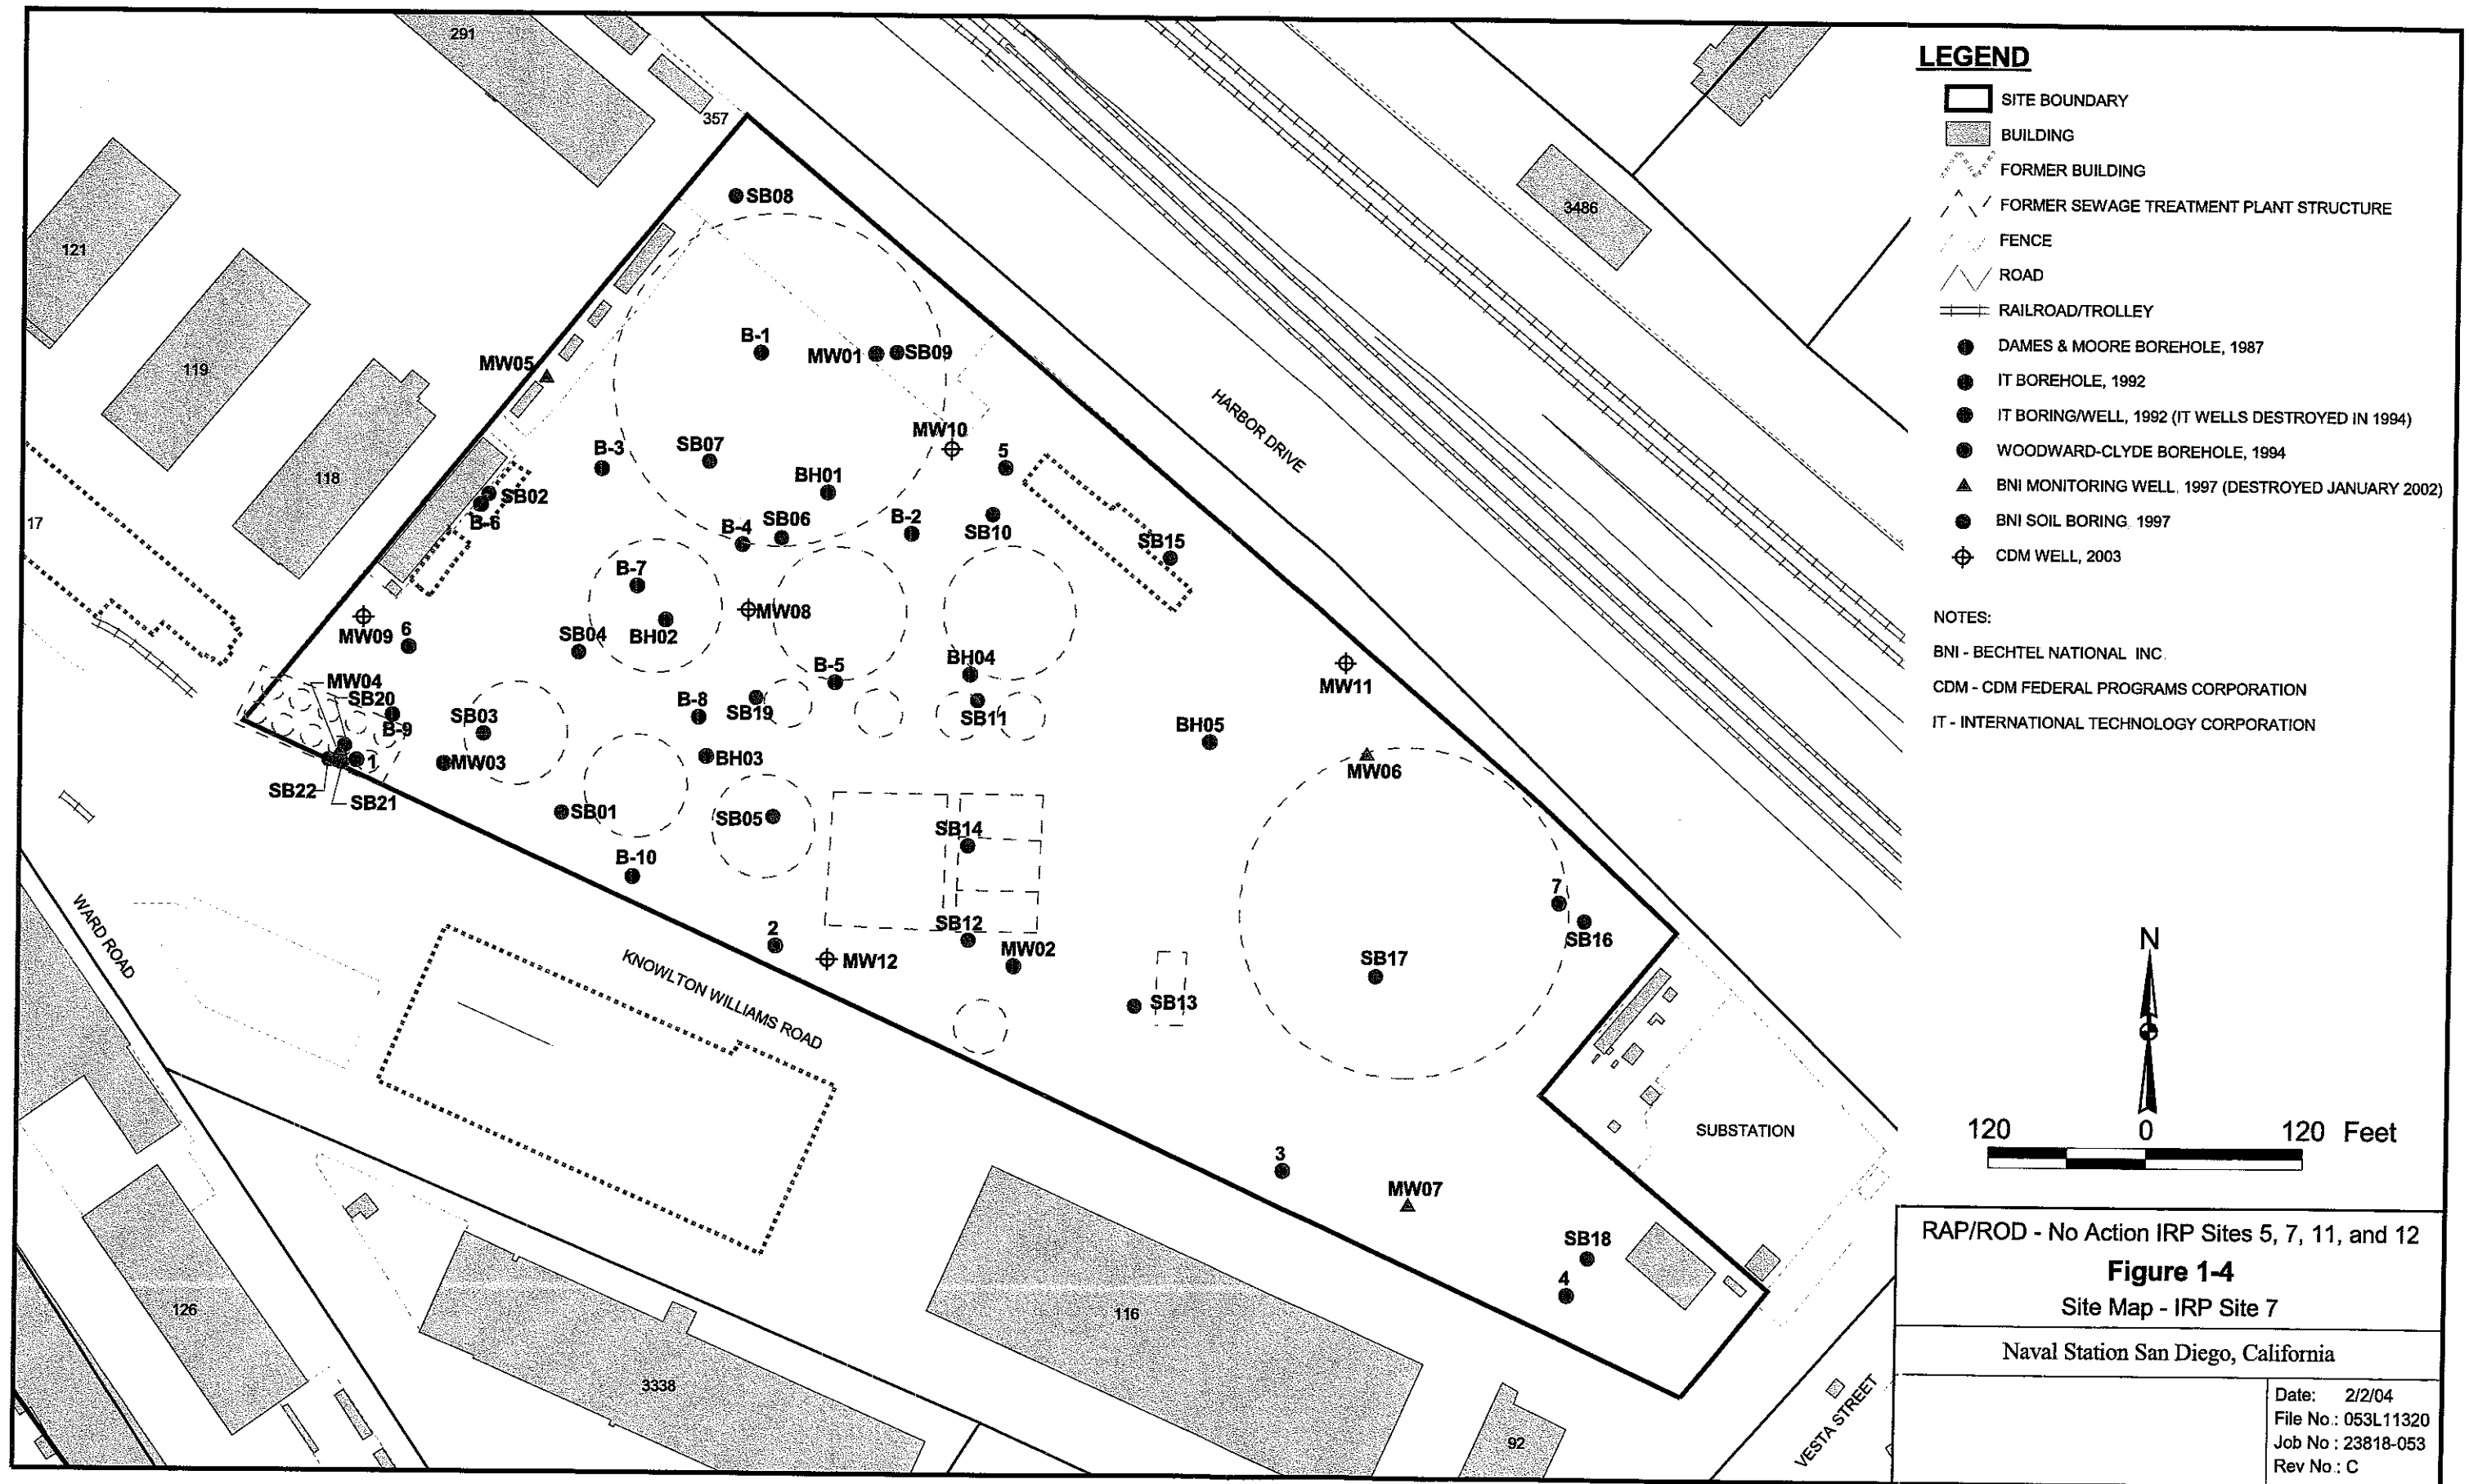 291
357
121
119
118
17
3486
SB08
B-1
MW01
SB09
MW05
MW10
5
B-3
SB07
BH01
SB02
B-6
B-4
SB06
B-2
SB10
SB15
B-7
MW08
BH02
MW09
6
SB04
B-5
BH04
MW11
MW04
SB20
B-9
SB03
B-8
SB19
SB11
BH05
1
MW03
BH03
MW06
SB22
SB21
SB01
SB05
SB14
B-10
7
SB16
2
MW12
SB12
MW02
SB17
SB13
3
MW07
SB18
4
HARBOR DRIVE
WARD ROAD
KNOWLTON WILLIAMS ROAD
SUBSTATION
VESTA STREET
126
3338
116
92
LEGEND
SITE BOUNDARY
BUILDING
FORMER BUILDING
FORMER SEWAGE TREATMENT PLANT STRUCTURE
FENCE
ROAD
RAILROAD/TROLLEY
DAMES & MOORE BOREHOLE, 1987
IT BOREHOLE, 1992
IT BORING/WELL, 1992 (IT WELLS DESTROYED IN 1994)
WOODWARD-CLYDE BOREHOLE, 1994
BNI MONITORING WELL, 1997 (DESTROYED JANUARY 2002)
BNI SOIL BORING, 1997
CDM WELL, 2003
NOTES:
BNI - BECHTEL NATIONAL INC.
CDM - CDM FEDERAL PROGRAMS CORPORATION
IT - INTERNATIONAL TECHNOLOGY CORPORATION
N
120 0 120 Feet
RAP/ROD - No Action IRP Sites 5, 7, 11, and 12
Figure 1-4
Site Map - IRP Site 7
Naval Station San Diego, California
Date: 2/2/04
File No.: 053L11320
Job No.: 23818-053
Rev No.: C